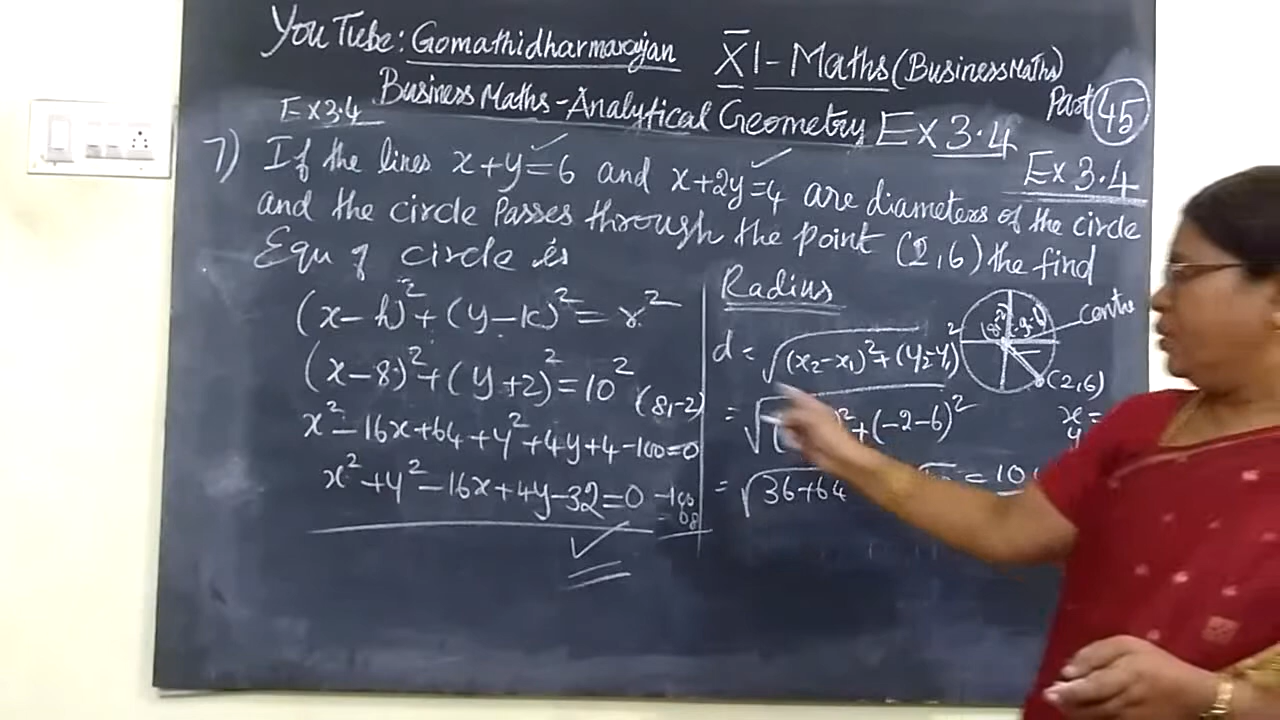 YouTube: Gomathidharmarajan XI - Maths (Business Maths)
Business Maths - Analytical Geometry Ex 3.4 Part 45
Ex 3.4
Ex 3.4
7) If the lines x+y=6 and x+2y=4 are diameters of the circle
and the circle Passes through the point (2,6) the find
Equ of circle is
(x-h)²+(y-k)²=r²
(x-8)²+(y+2)²=10²
(8,-2)
x²-16x+64+y²+4y+4-100=0
x²+y²-16x+4y-32=0
-100
68
Radius
d = √(x₂-x₁)²+(y₂-y₁)²
= √( ²+(-2-6)²
= √36+64 = 10
centre
(2,6)
x=
y